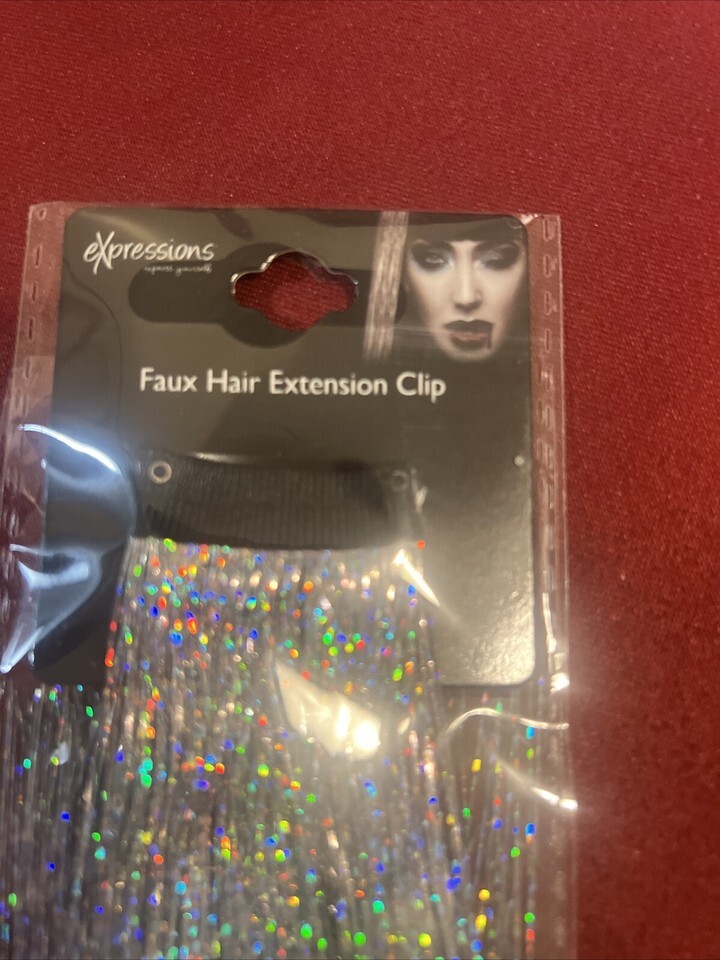 eXpressions
express yourself
Faux Hair Extension Clip